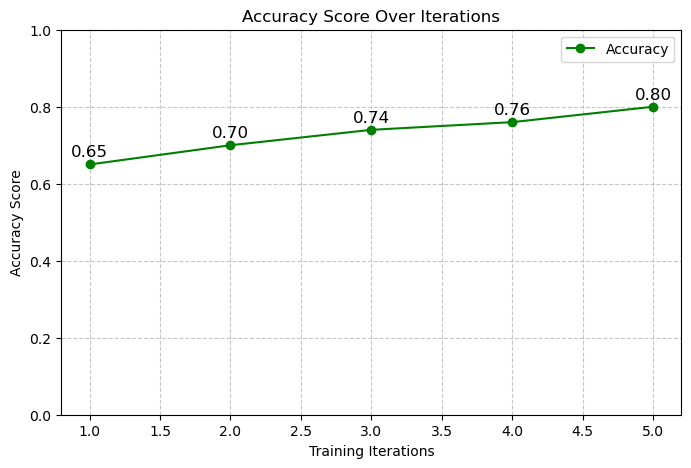 Accuracy Score Over Iterations
Accuracy
1.0
0.8
0.6
0.4
0.2
0.0
Accuracy Score
0.65
0.70
0.74
0.76
0.80
1.0 1.5 2.0 2.5 3.0 3.5 4.0 4.5 5.0
Training Iterations